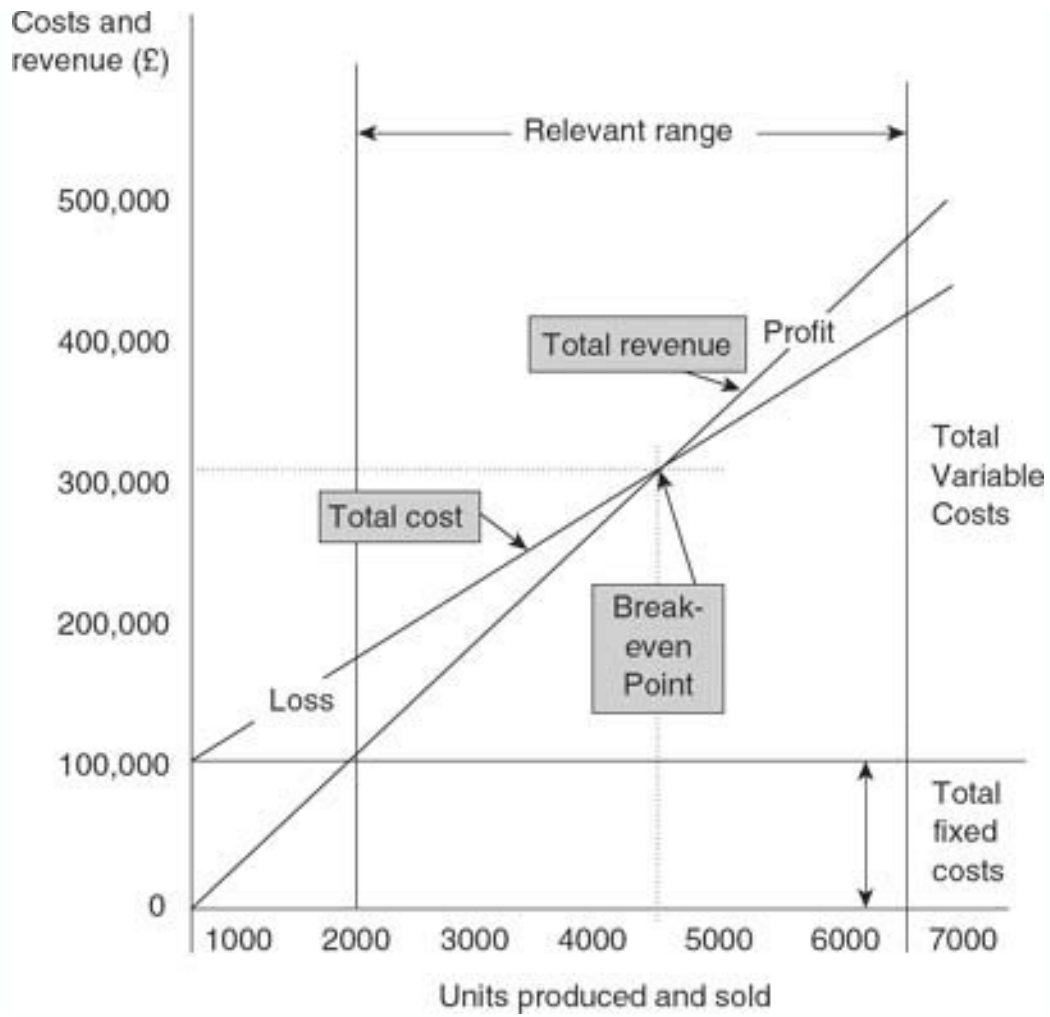 Costs and
revenue (£)
Relevant range
500,000
400,000
Total revenue
Profit
Total
Variable
Costs
300,000
Total cost
Break-
even
Point
200,000
Loss
100,000
Total
fixed
costs
0
1000 2000 3000 4000 5000 6000 7000
Units produced and sold